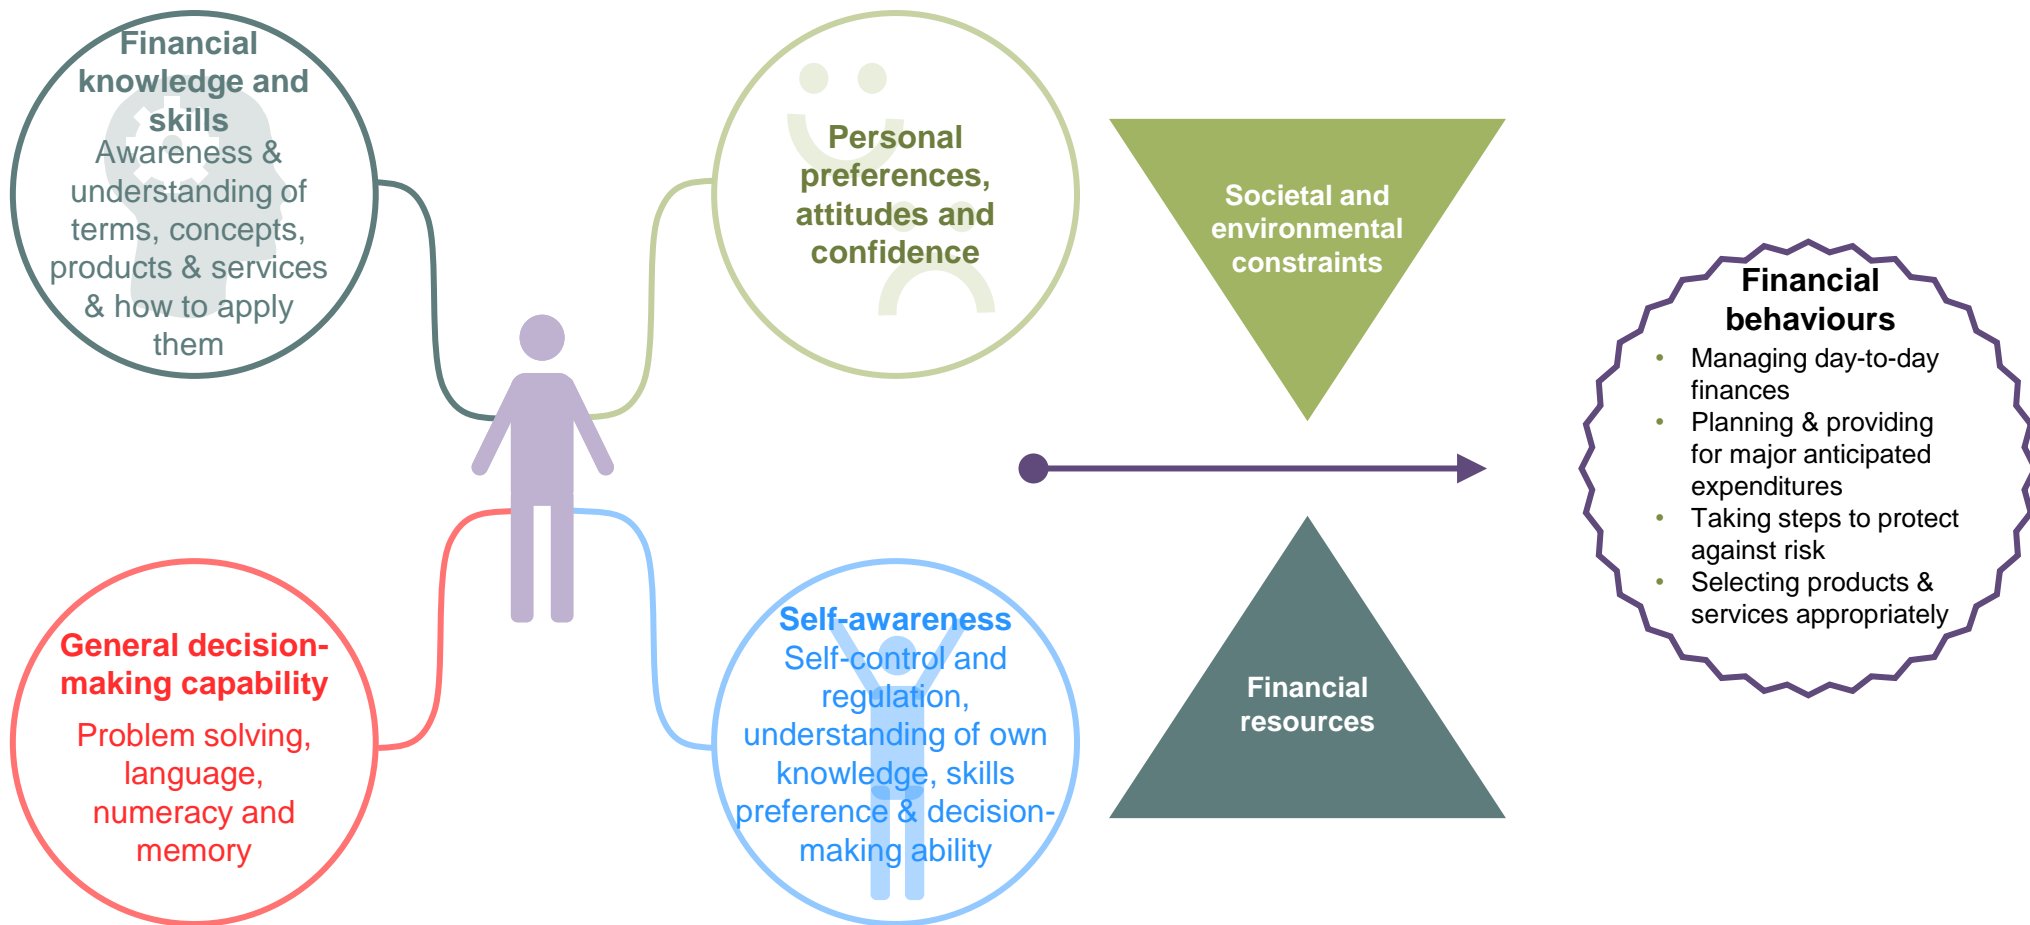 Financial
knowledge and
skills
Awareness &
understanding of
terms, concepts,
products & services
& how to apply
them
Personal
preferences,
attitudes and
confidence
General decision-
making capability
Problem solving,
language,
numeracy and
memory
Self-awareness
Self-control and
regulation,
understanding of own
knowledge, skills
preference & decision-
making ability
Societal and
environmental
constraints
Financial
resources
Financial
behaviours
• Managing day-to-day
finances
• Planning & providing
for major anticipated
expenditures
• Taking steps to protect
against risk
• Selecting products &
services appropriately